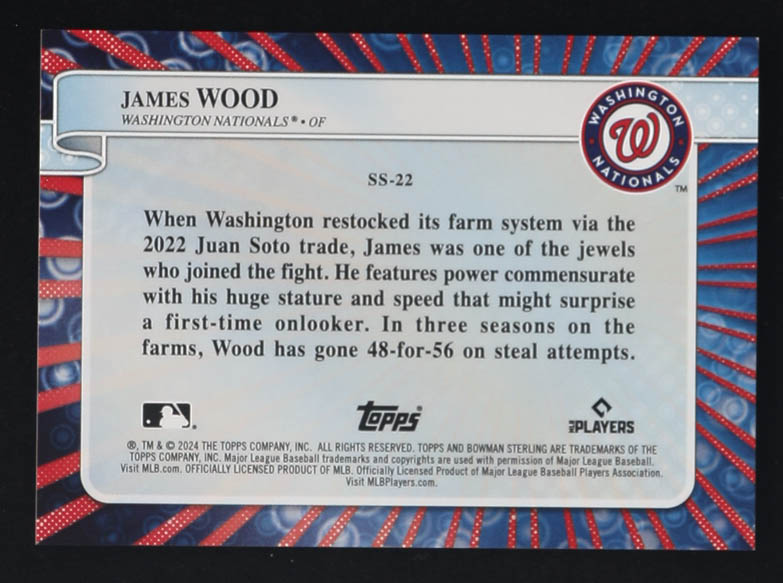 JAMES WOOD
WASHINGTON NATIONALS® • OF
WASHINGTON
W
NATIONALS
TM
SS-22
When Washington restocked its farm system via the
2022 Juan Soto trade, James was one of the jewels
who joined the fight. He features power commensurate
with his huge stature and speed that might surprise
a first-time onlooker. In three seasons on the
farms, Wood has gone 48-for-56 on steal attempts.
topps®
MLB PLAYERS
®, TM & © 2024 THE TOPPS COMPANY, INC. ALL RIGHTS RESERVED. TOPPS AND BOWMAN STERLING ARE TRADEMARKS OF THE
TOPPS COMPANY, INC. Major League Baseball trademarks and copyrights are used with permission of Major League Baseball.
Visit MLB.com. OFFICIALLY LICENSED PRODUCT OF MLB. Officially Licensed Product of Major League Baseball Players Association.
Visit MLBPlayers.com.